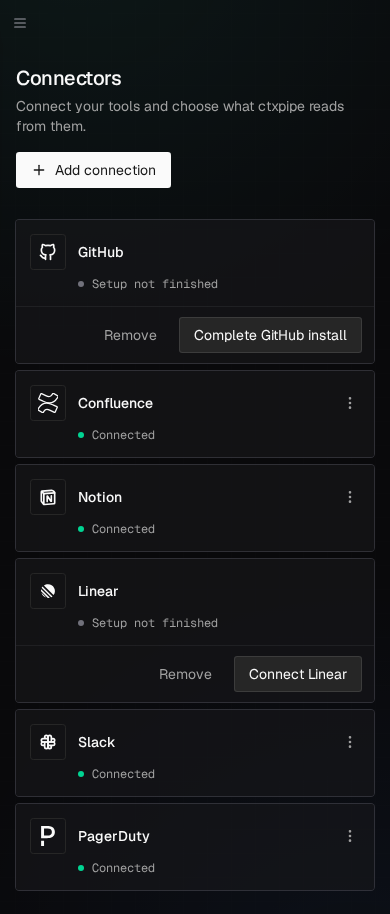 Connectors
Connect your tools and choose what ctxpipe reads
from them.
Add connection
GitHub
Setup not finished
Remove
Complete GitHub install
Confluence
Connected
Notion
Connected
Linear
Setup not finished
Remove
Connect Linear
Slack
Connected
PagerDuty
Connected